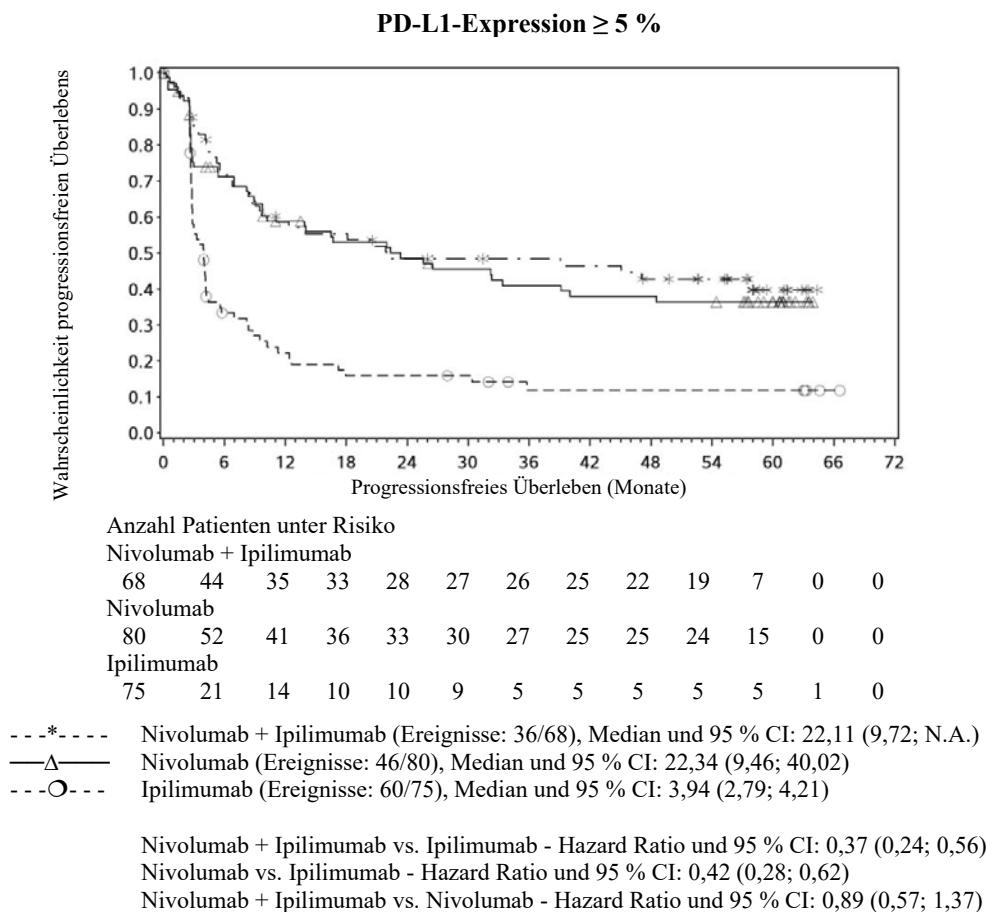 PD-L1-Expression ≥ 5 %
Wahrscheinlichkeit progressionsfreien Überlebens
1.0
0.9
0.8
0.7
0.6
0.5
0.4
0.3
0.2
0.1
0.0
0 6 12 18 24 30 36 42 48 54 60 66 72
Progressionsfreies Überleben (Monate)
Anzahl Patienten unter Risiko
Nivolumab + Ipilimumab
68 44 35 33 28 27 26 25 22 19 7 0 0
Nivolumab
80 52 41 36 33 30 27 25 25 24 15 0 0
Ipilimumab
75 21 14 10 10 9 5 5 5 5 5 1 0
- - -*- - - - Nivolumab + Ipilimumab (Ereignisse: 36/68), Median und 95 % CI: 22,11 (9,72; N.A.)
──Δ── Nivolumab (Ereignisse: 46/80), Median und 95 % CI: 22,34 (9,46; 40,02)
- - -O- - - Ipilimumab (Ereignisse: 60/75), Median und 95 % CI: 3,94 (2,79; 4,21)
Nivolumab + Ipilimumab vs. Ipilimumab - Hazard Ratio und 95 % CI: 0,37 (0,24; 0,56)
Nivolumab vs. Ipilimumab - Hazard Ratio und 95 % CI: 0,42 (0,28; 0,62)
Nivolumab + Ipilimumab vs. Nivolumab - Hazard Ratio und 95 % CI: 0,89 (0,57; 1,37)